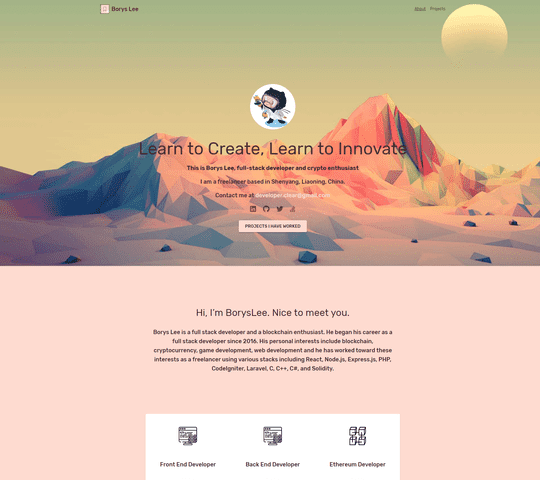 Borys Lee
About Projects
Learn to Create, Learn to Innovate
This is Borys Lee, full-stack developer and crypto enthusiast
I am a freelancer based in Shenyang, Liaoning, China.
Contact me at
PROJECTS I HAVE WORKED
Hi, I'm BorysLee. Nice to meet you.
Borys Lee is a full stack developer and a blockchain enthusiast. He began his career as a
full stack developer since 2016. His personal interests include blockchain,
cryptocurrency, game development, web development and he has worked toward these
interests as a freelancer using various stacks including React, Node.js, Express.js, PHP,
CodeIgniter, Laravel, C, C++, C#, and Solidity.
Front End Developer
Back End Developer
Ethereum Developer